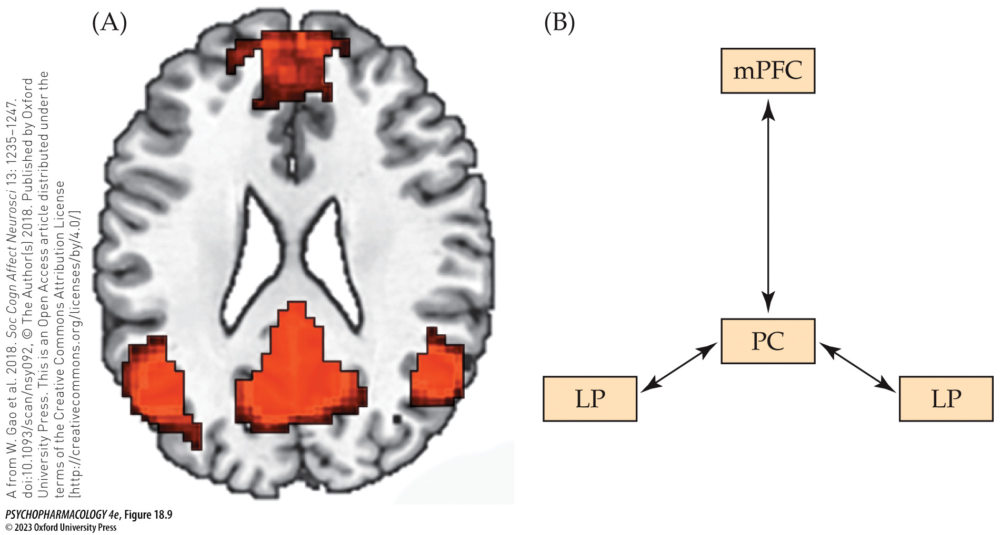 (A)
(B)
A from W. Gao et al. 2018. Soc Cogn Affect Neurosci 13: 1235–1247.
doi:10.1093/scan/nsy092, © The Author(s) 2018. Published by Oxford
University Press. This is an Open Access article distributed under the
terms of the Creative Commons Attribution License
[http://creativecommons.org/licenses/by/4.0/]
mPFC
PC
LP
LP
PSYCHOPHARMACOLOGY 4e, Figure 18.9
© 2023 Oxford University Press